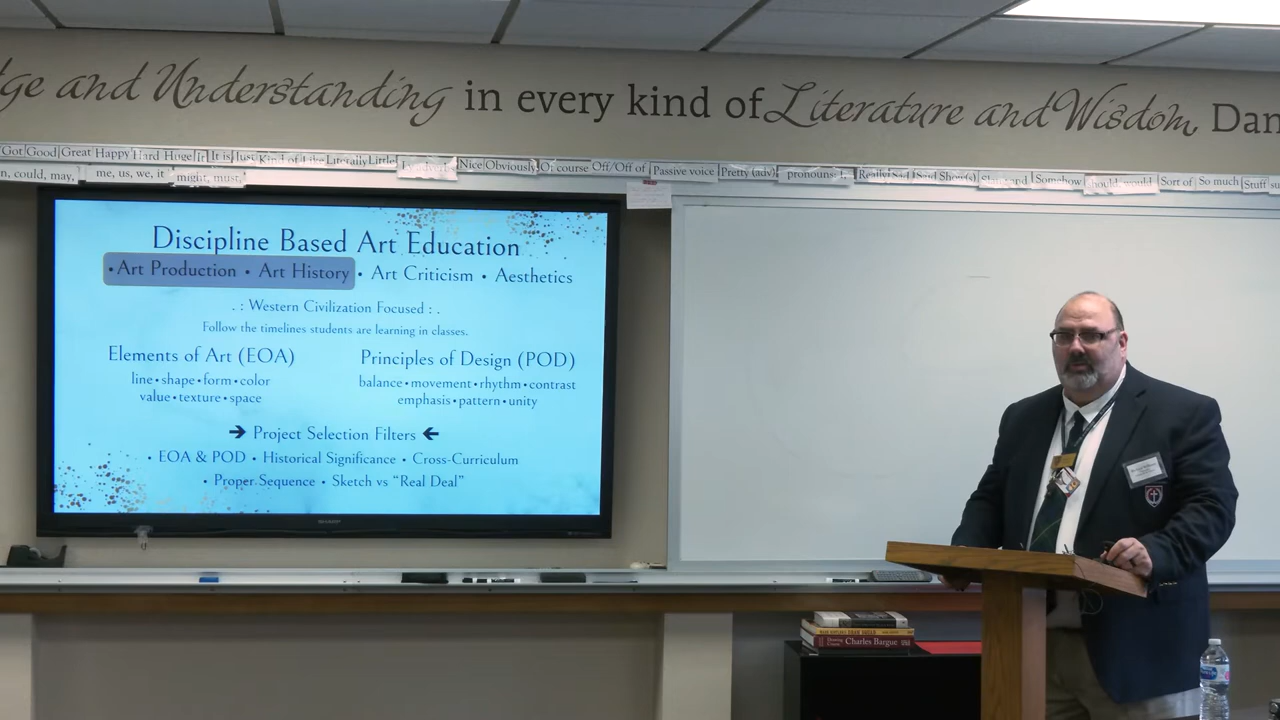 ge and Understanding in every kind of Literature and Wisdom, Dan
Got Good Great Happy Hard Huge It is Just Kind of Like Literally Little Nice Obviously Of course Off/Off of Passive voice Pretty (adv) pronouns: I, Really Sad Said Show(s) Standard Somehow should, would Sort of So much Stuff su
n, could, may, me, us, we, it might, must,
Discipline Based Art Education
• Art Production • Art History • Art Criticism • Aesthetics
. : Western Civilization Focused : .
Follow the timelines students are learning in classes.
Elements of Art (EOA)
line • shape • form • color
value • texture • space
Principles of Design (POD)
balance • movement • rhythm • contrast
emphasis • pattern • unity
➔ Project Selection Filters ←
• EOA & POD • Historical Significance • Cross-Curriculum
• Proper Sequence • Sketch vs “Real Deal”
SHARP
Charles Bargue